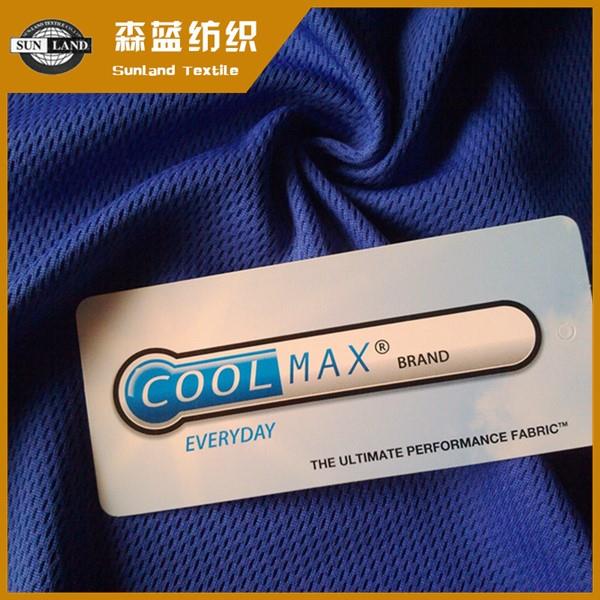 SUN LAND
森蓝纺织
Sunland Textile
COOLMAX® BRAND
EVERYDAY
THE ULTIMATE PERFORMANCE FABRIC™